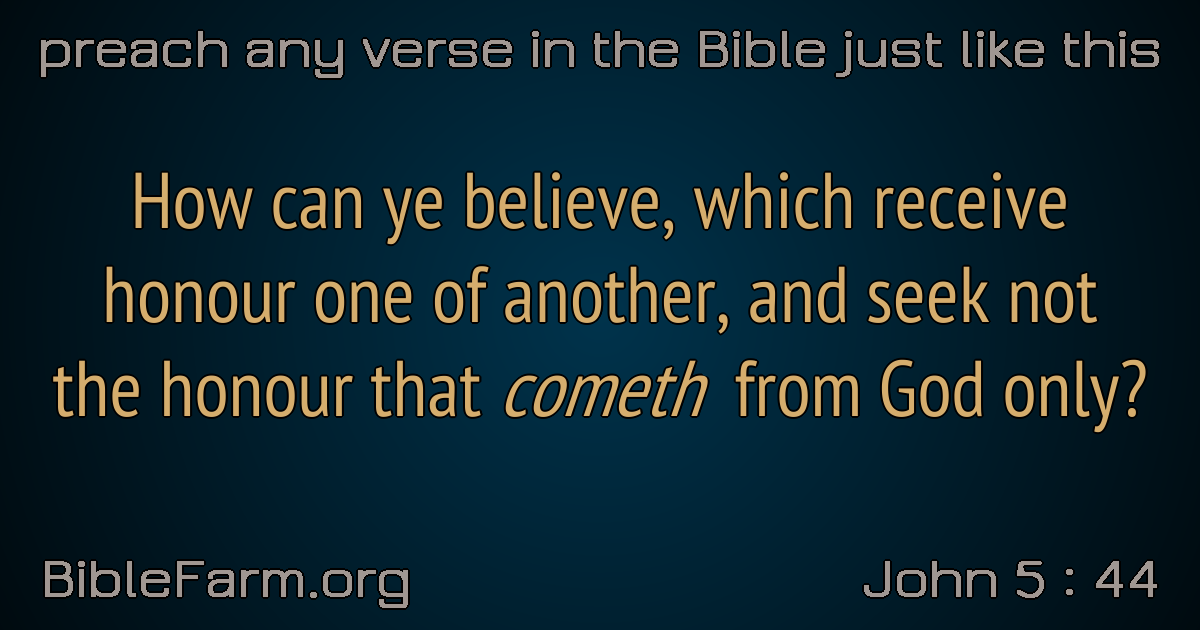 preach any verse in the Bible just like this
How can ye believe, which receive
honour one of another, and seek not
the honour that cometh from God only?
BibleFarm.org
John 5 : 44